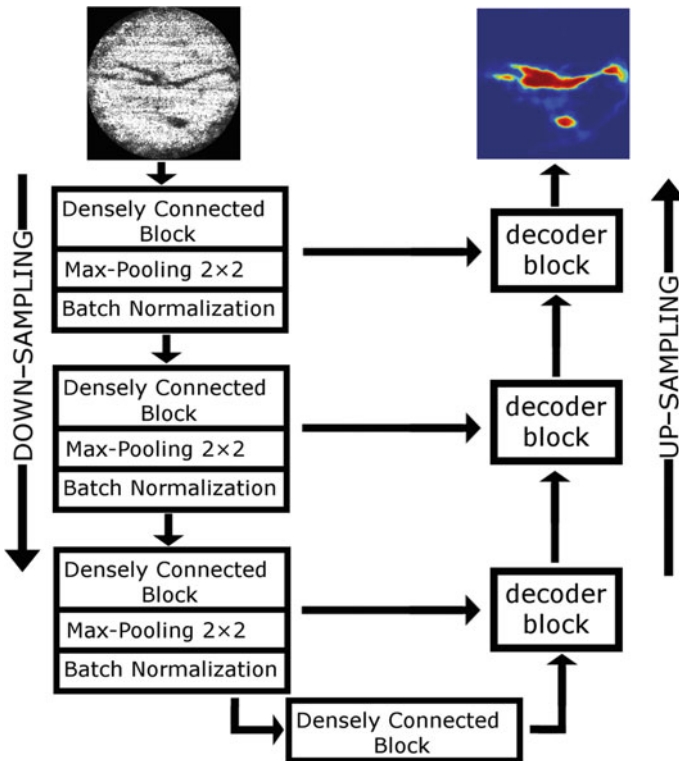 Densely Connected
Block
Max-Pooling 2×2
Batch Normalization
Densely Connected
Block
Max-Pooling 2×2
Batch Normalization
Densely Connected
Block
Max-Pooling 2×2
Batch Normalization
Densely Connected
Block
decoder
block
decoder
block
decoder
block
DOWN-SAMPLING
UP-SAMPLING